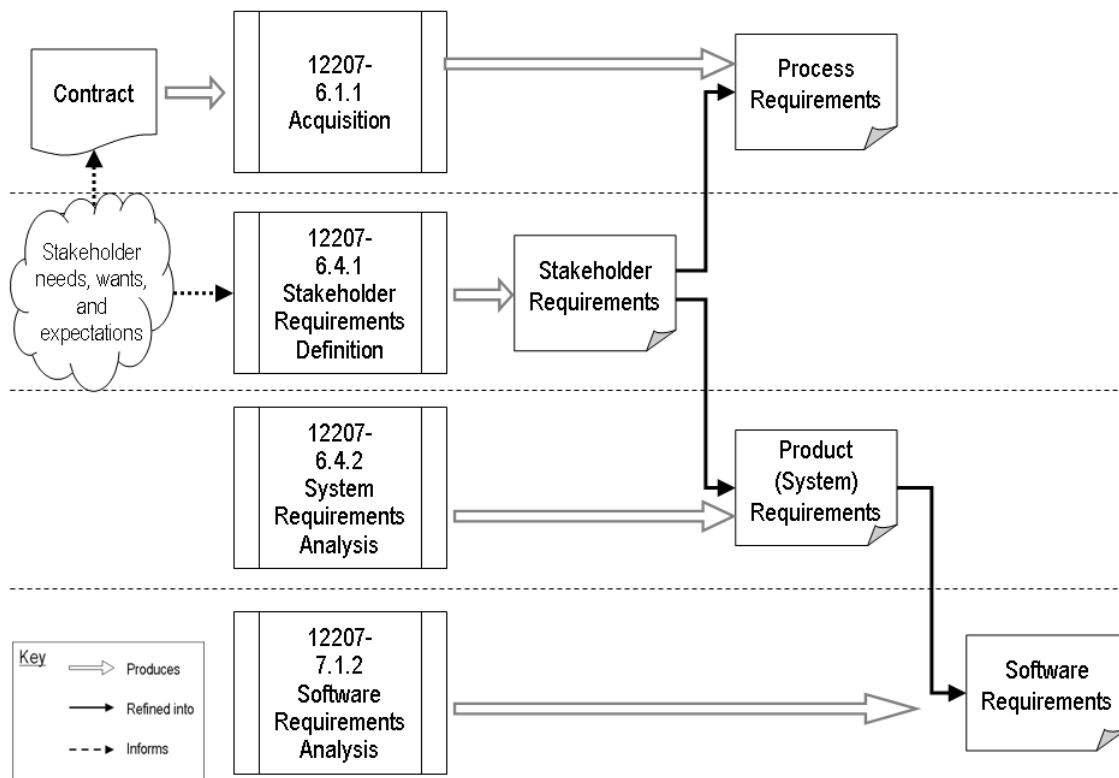 Contract
12207-
6.1.1
Acquisition
Process
Requirements
Stakeholder
needs, wants,
and
expectations
12207-
6.4.1
Stakeholder
Requirements
Definition
Stakeholder
Requirements
12207-
6.4.2
System
Requirements
Analysis
Product
(System)
Requirements
12207-
7.1.2
Software
Requirements
Analysis
Software
Requirements
Key
Produces
Refined into
Informs